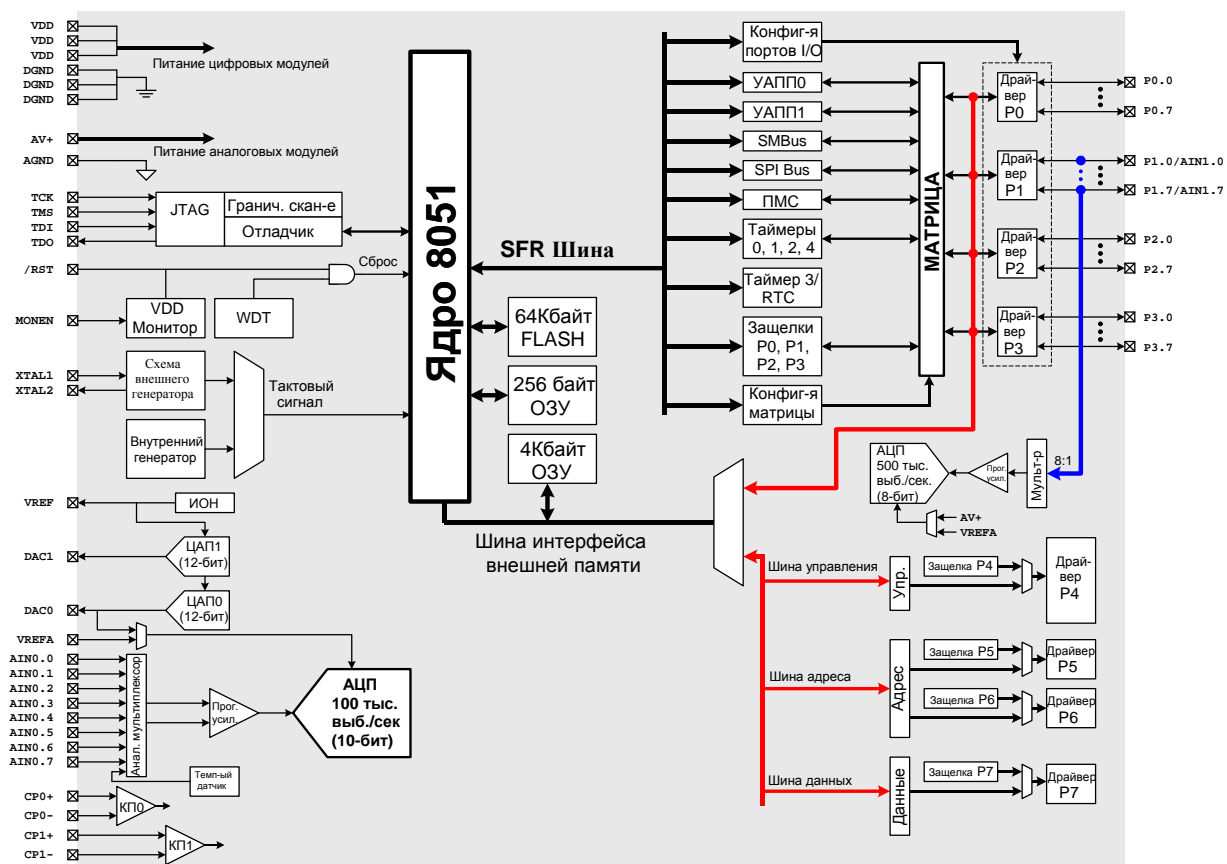 VDD
VDD
VDD
DGND
DGND
DGND
Питание цифровых модулей
AV+
Питание аналоговых модулей
AGND
TCK
TMS
TDI
TDO
JTAG
Гранич. скан-е
Отладчик
/RST
Сброс
MONEN
VDD
Монитор
WDT
XTAL1
XTAL2
Схема
внешнего
генератора
Внутренний
генератор
Тактовый
сигнал
VREF
ИОН
DAC1
ЦАП1
(12-бит)
DAC0
ЦАП0
(12-бит)
VREFA
AIN0.0
AIN0.1
AIN0.2
AIN0.3
AIN0.4
AIN0.5
AIN0.6
AIN0.7
Анал. мультиплексор
Прог.
усил.
АЦП
100 тыс.
выб./сек
(10-бит)
Темп-ый
датчик
CP0+
CP0-
КП0
CP1+
CP1-
КП1
Ядро 8051
SFR Шина
64Кбайт
FLASH
256 байт
ОЗУ
4Кбайт
ОЗУ
Шина интерфейса
внешней памяти
Конфиг-я
портов I/O
УАПП0
УАПП1
SMBus
SPI Bus
ПМС
Таймеры
0, 1, 2, 4
Таймер 3/
RTC
Защелки
P0, P1,
P2, P3
Конфиг-я
матрицы
МАТРИЦА
Драй-
вер
P0
Драй-
вер
P1
Драй-
вер
P2
Драй-
вер
P3
P0.0
P0.7
P1.0/AIN1.0
P1.7/AIN1.7
P2.0
P2.7
P3.0
P3.7
АЦП
500 тыс.
выб./сек.
(8-бит)
Прог.
усил.
Мульт-р
8:1
AV+
VREFA
Шина управления
Упр.
Защелка P4
Драй-
вер
P4
Шина адреса
Адрес
Защелка P5
Драйвер
P5
Защелка P6
Драйвер
P6
Шина данных
Данные
Защелка P7
Драйвер
P7